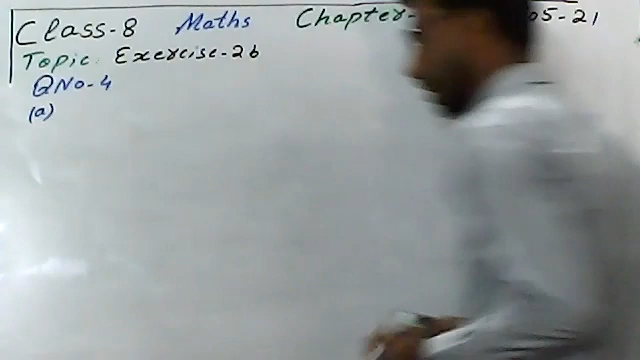 Class-8 Maths Chapter- 05-21
Topic: Exercise-2b
QNo-4
(a)